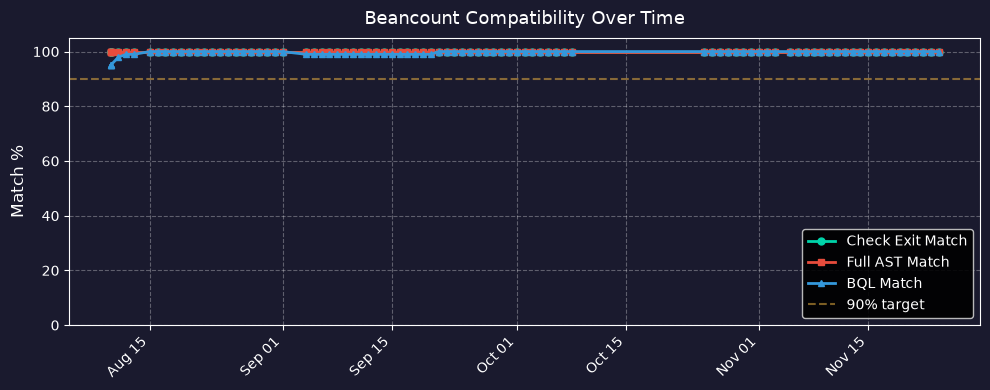 Beancount Compatibility Over Time
Match %
100
80
60
40
20
0
Check Exit Match
Full AST Match
BQL Match
90% target
Aug 15
Sep 01
Sep 15
Oct 01
Oct 15
Nov 01
Nov 15